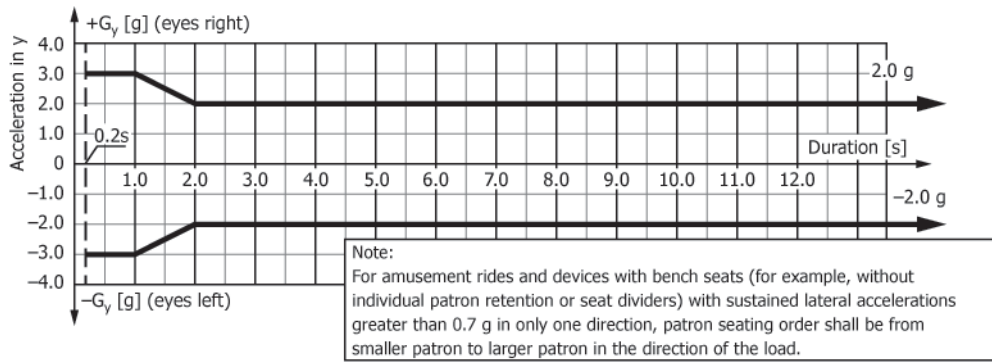 +Gy [g] (eyes right)
Acceleration in y
4.0
3.0
2.0
1.0
0
−1.0
−2.0
−3.0
−4.0
0.2s
2.0 g
Duration [s]
1.0 2.0 3.0 4.0 5.0 6.0 7.0 8.0 9.0 10.0 11.0 12.0
−2.0 g
−Gy [g] (eyes left)
Note:
For amusement rides and devices with bench seats (for example, without
individual patron retention or seat dividers) with sustained lateral accelerations
greater than 0.7 g in only one direction, patron seating order shall be from
smaller patron to larger patron in the direction of the load.